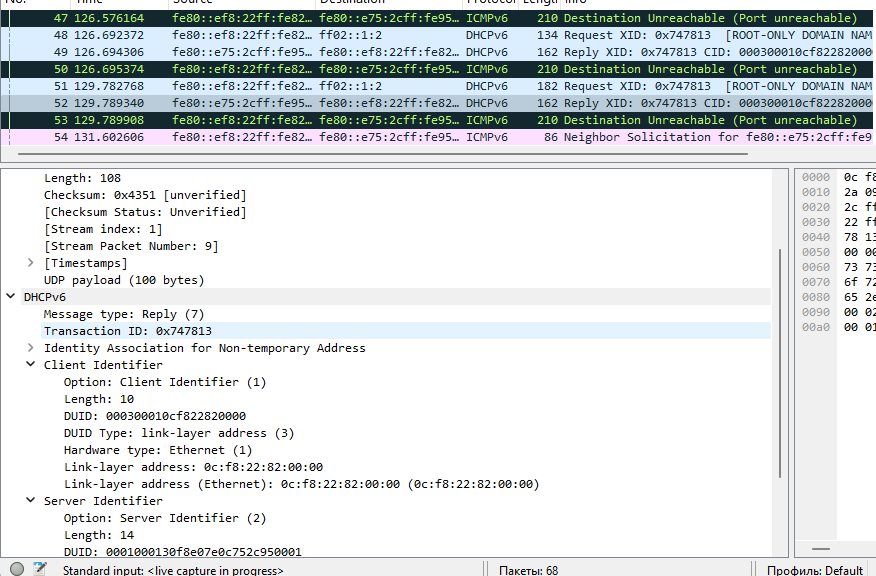 47 126.576164 fe80::ef8:22ff:fe82… fe80::e75:2cff:fe95… ICMPv6 210 Destination Unreachable (Port unreachable)
48 126.692372 fe80::ef8:22ff:fe82… ff02::1:2 DHCPv6 134 Request XID: 0x747813 [ROOT-ONLY DOMAIN NAM
49 126.694306 fe80::e75:2cff:fe95… fe80::ef8:22ff:fe82… DHCPv6 162 Reply XID: 0x747813 CID: 000300010cf82282000
50 126.695374 fe80::ef8:22ff:fe82… fe80::e75:2cff:fe95… ICMPv6 210 Destination Unreachable (Port unreachable)
51 129.782768 fe80::ef8:22ff:fe82… ff02::1:2 DHCPv6 182 Request XID: 0x747813 [ROOT-ONLY DOMAIN NAM
52 129.789340 fe80::e75:2cff:fe95… fe80::ef8:22ff:fe82… DHCPv6 162 Reply XID: 0x747813 CID: 000300010cf82282000
53 129.789908 fe80::ef8:22ff:fe82… fe80::e75:2cff:fe95… ICMPv6 210 Destination Unreachable (Port unreachable)
54 131.602606 fe80::ef8:22ff:fe82… fe80::e75:2cff:fe95… ICMPv6 86 Neighbor Solicitation for fe80::e75:2cff:fe9
Length: 108
Checksum: 0x4351 [unverified]
[Checksum Status: Unverified]
[Stream index: 1]
[Stream Packet Number: 9]
[Timestamps]
UDP payload (100 bytes)
DHCPv6
Message type: Reply (7)
Transaction ID: 0x747813
Identity Association for Non-temporary Address
Client Identifier
Option: Client Identifier (1)
Length: 10
DUID: 000300010cf822820000
DUID Type: link-layer address (3)
Hardware type: Ethernet (1)
Link-layer address: 0c:f8:22:82:00:00
Link-layer address (Ethernet): 0c:f8:22:82:00:00 (0c:f8:22:82:00:00)
Server Identifier
Option: Server Identifier (2)
Length: 14
DUID: 0001000130f8e07e0c752c950001
0000 0c f8
0010 2a 09
0020 2c ff
0030 22 ff
0040 78 13
0050 00 00
0060 73 73
0070 6f 72
0080 65 2e
0090 00 02
00a0 00 01
Standard input: <live capture in progress>
Пакеты: 68
Профиль: Default